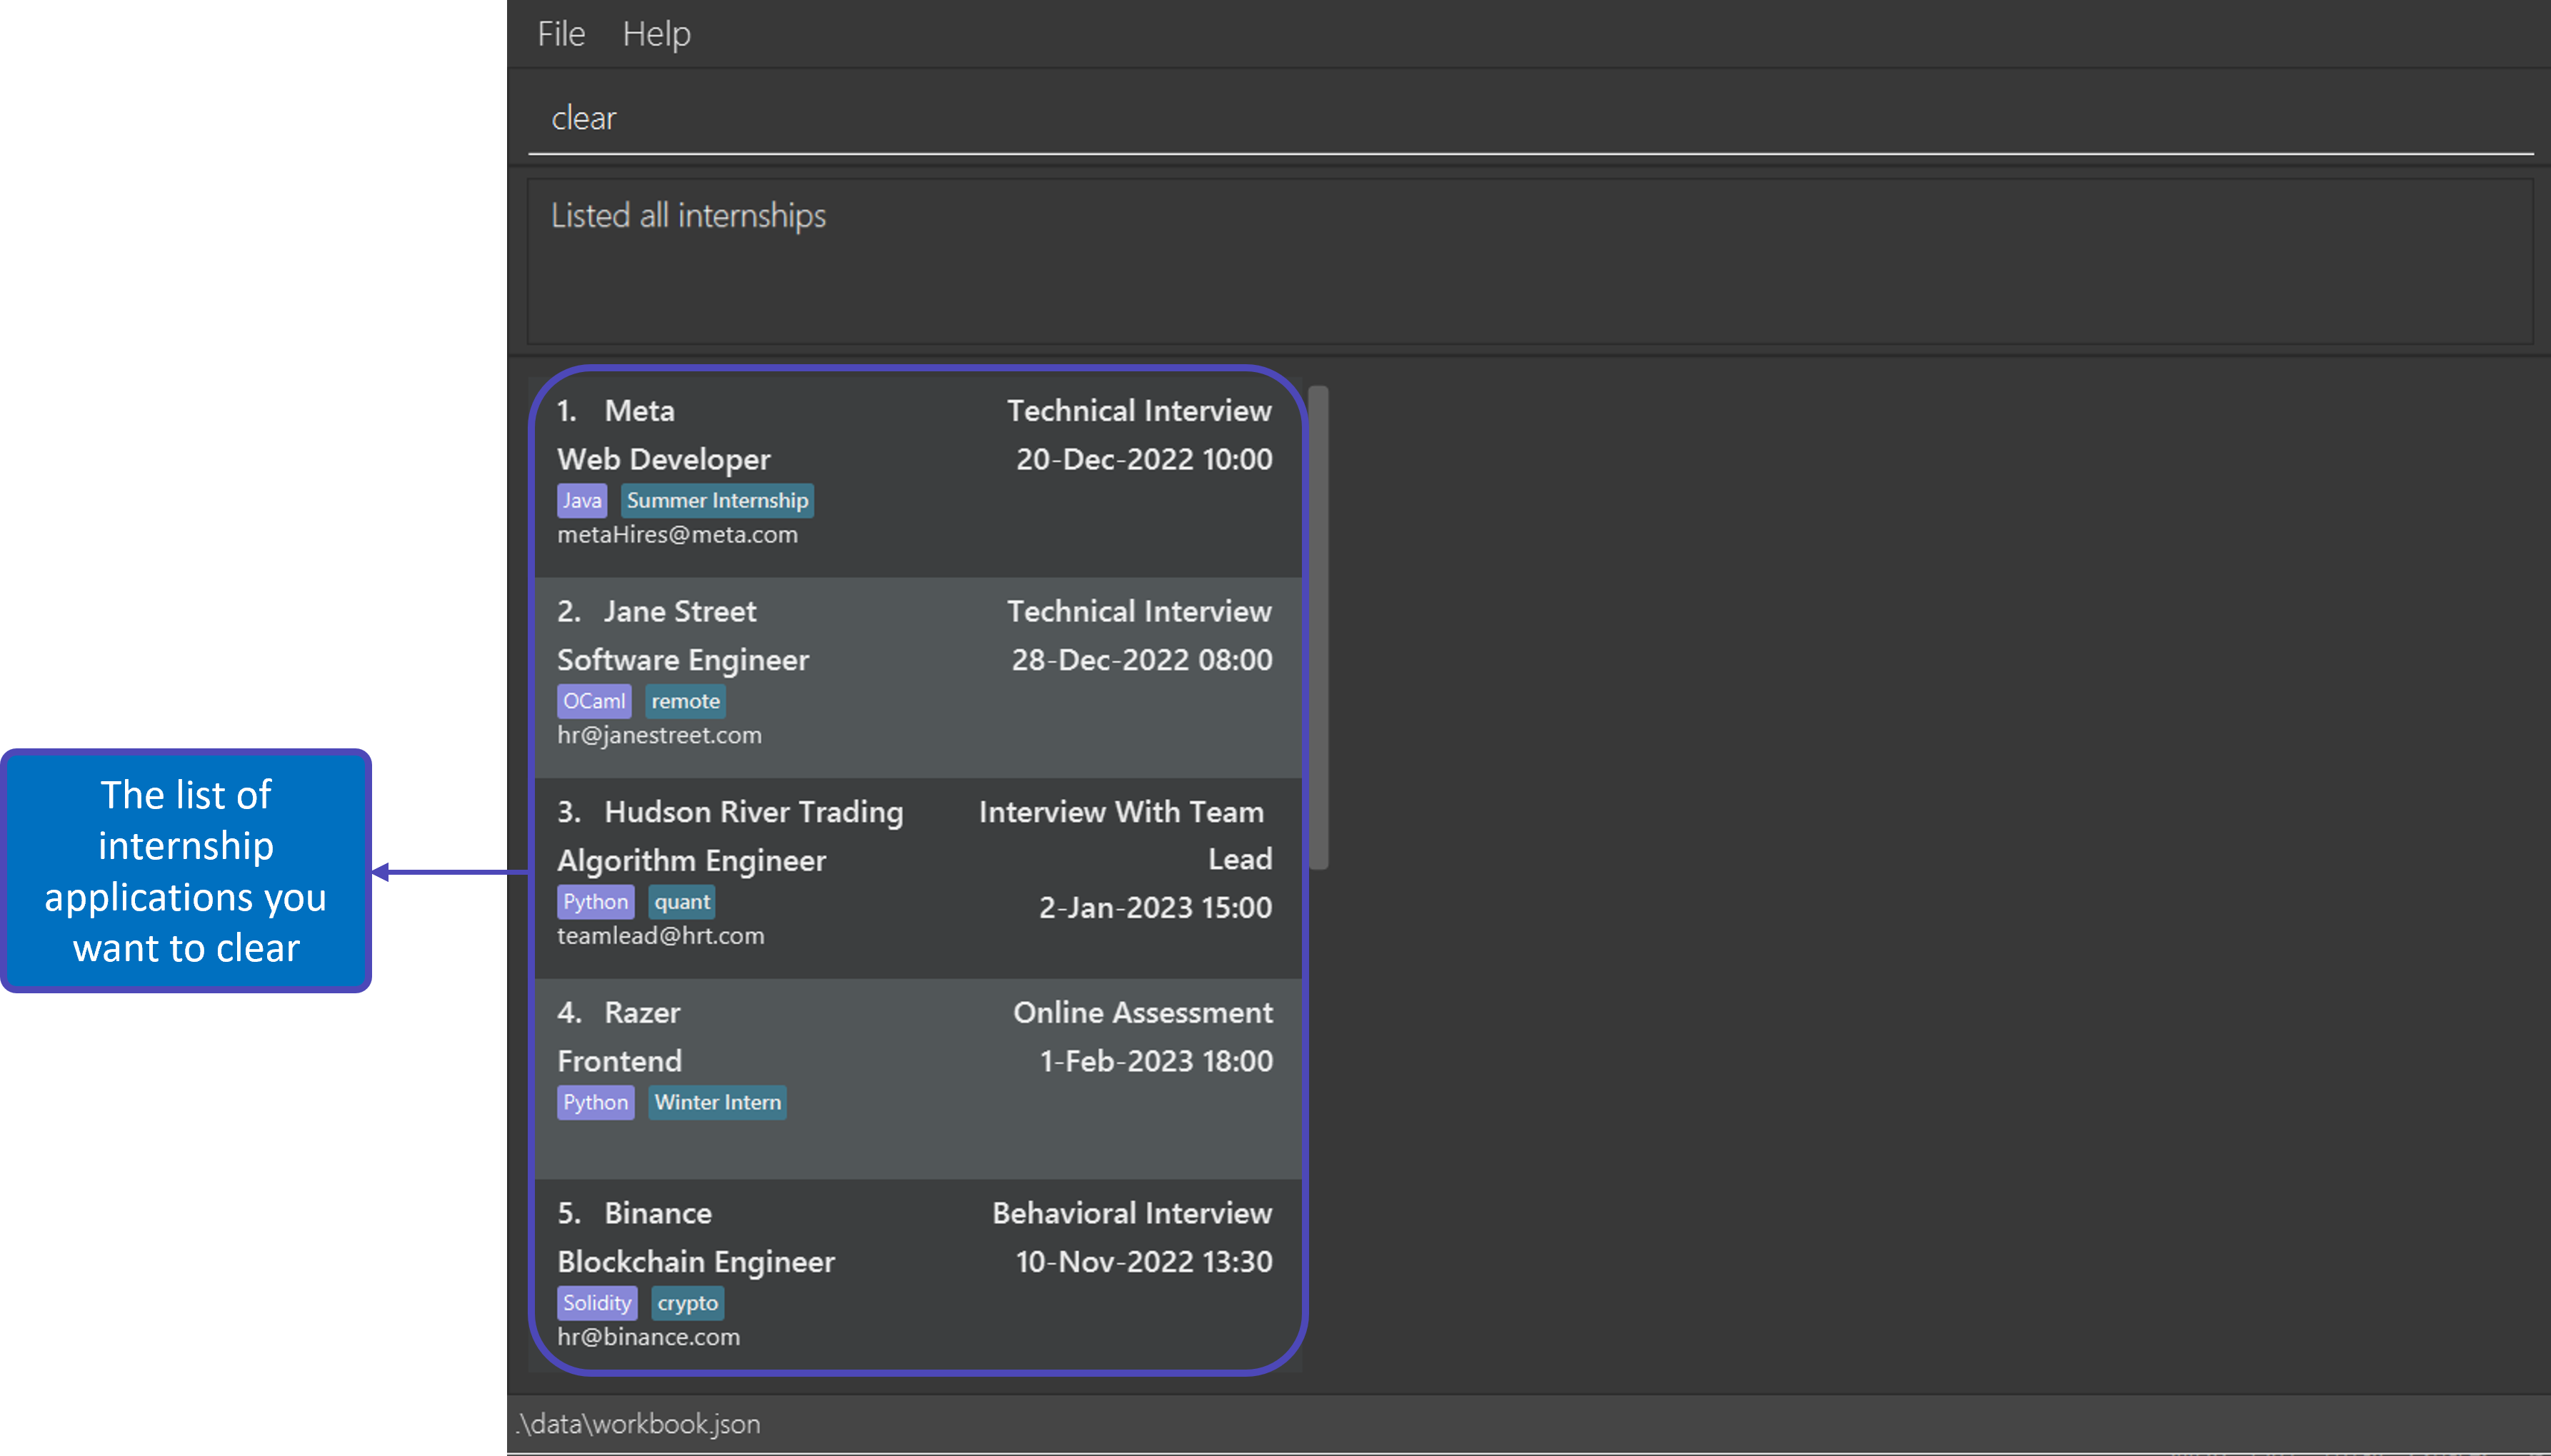 File Help
clear
Listed all internships
1. Meta Technical Interview
Web Developer 20-Dec-2022 10:00
Java Summer Internship
metaHires@meta.com
2. Jane Street Technical Interview
Software Engineer 28-Dec-2022 08:00
OCaml remote
hr@janestreet.com
The list of
internship
applications you
want to clear
3. Hudson River Trading Interview With Team
Algorithm Engineer Lead
Python quant 2-Jan-2023 15:00
teamlead@hrt.com
4. Razer Online Assessment
Frontend 1-Feb-2023 18:00
Python Winter Intern
5. Binance Behavioral Interview
Blockchain Engineer 10-Nov-2022 13:30
Solidity crypto
hr@binance.com
.\data\workbook.json